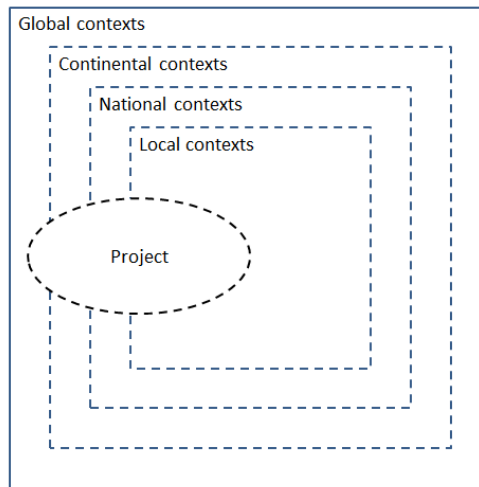 Global contexts
Continental contexts
National contexts
Local contexts
Project